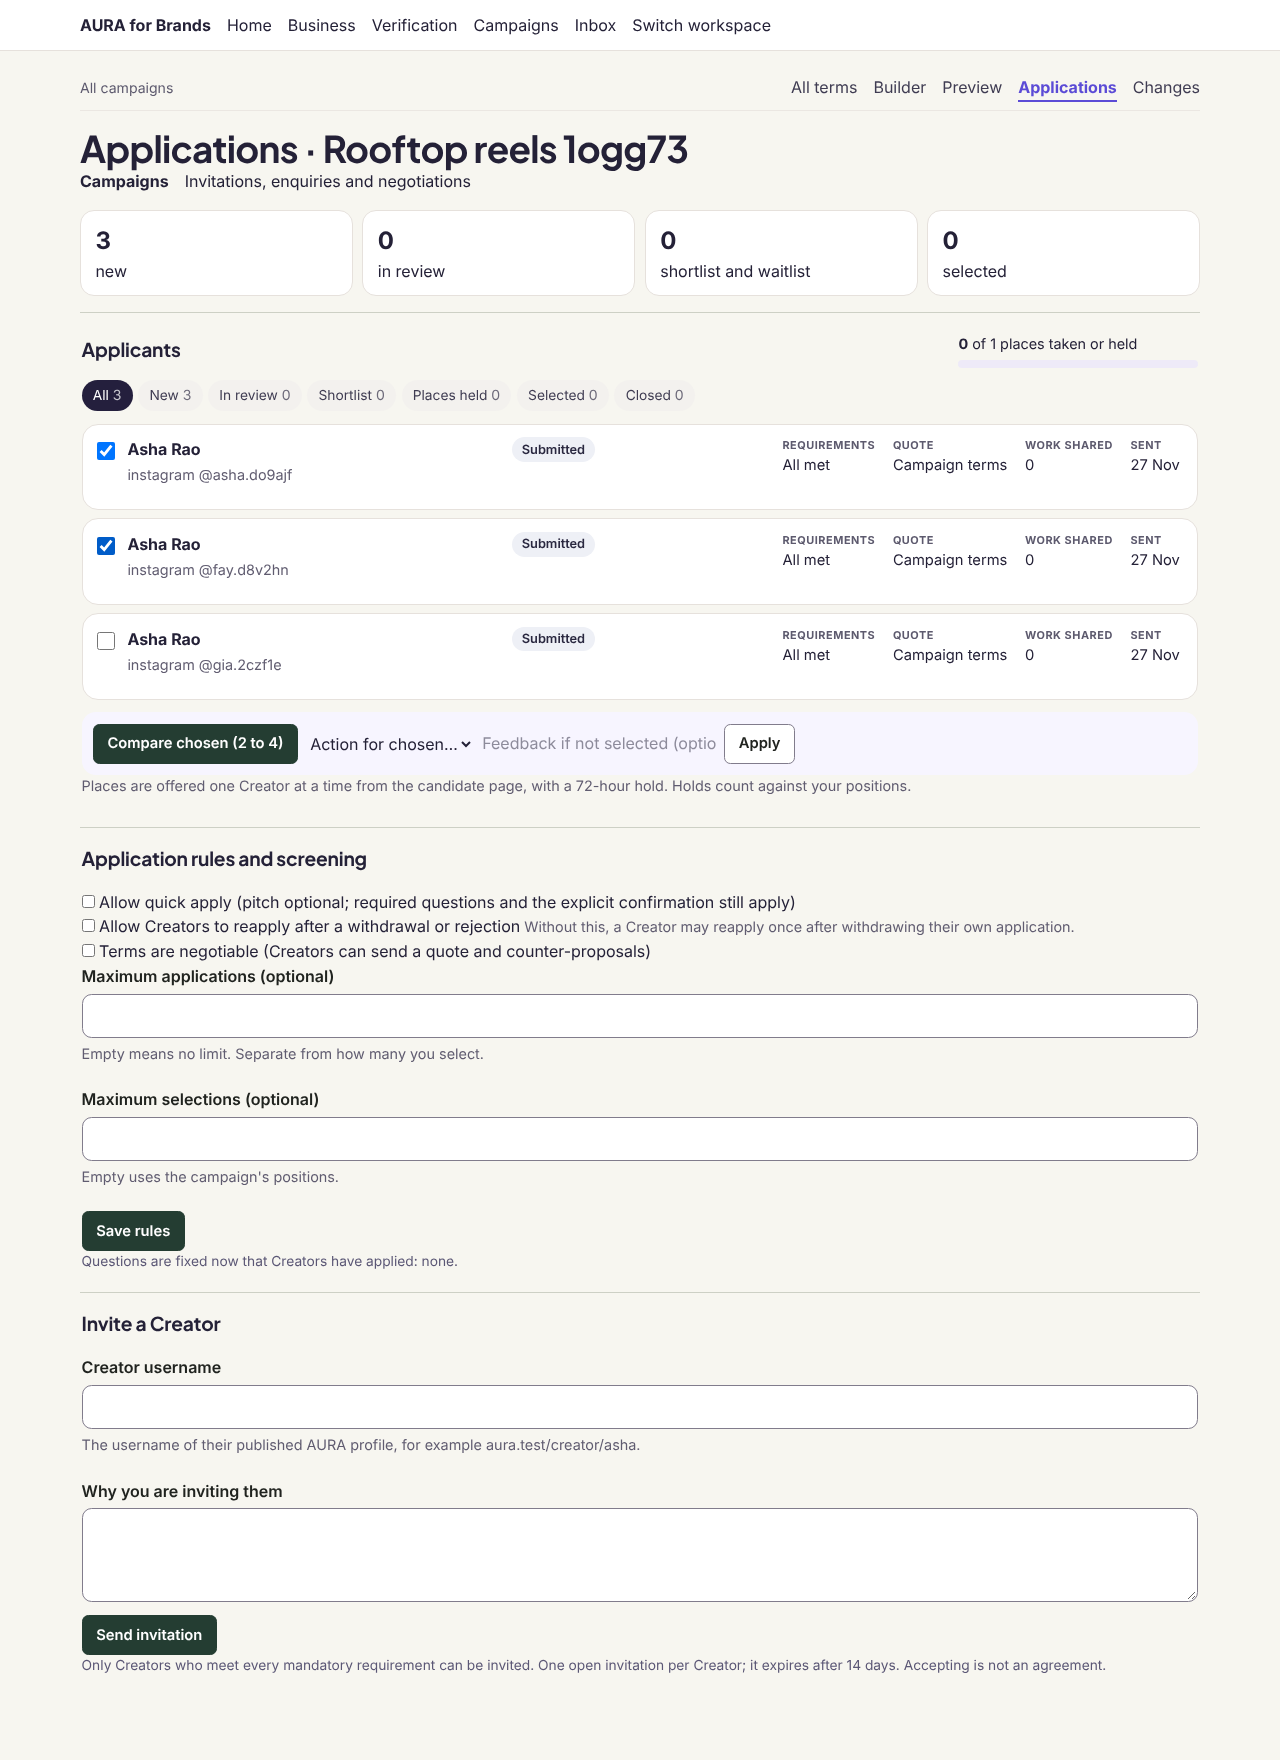 AURA for Brands Home Business Verification Campaigns Inbox Switch workspace
All campaigns All terms Builder Preview Applications Changes
Applications · Rooftop reels 1ogg73
Campaigns Invitations, enquiries and negotiations
3 0 0 0
new in review shortlist and waitlist selected
Applicants
0 of 1 places taken or held
All 3 New 3 In review 0 Shortlist 0 Places held 0 Selected 0 Closed 0
Asha Rao Submitted REQUIREMENTS QUOTE WORK SHARED SENT
instagram @asha.do9ajf All met Campaign terms 0 27 Nov
Asha Rao Submitted REQUIREMENTS QUOTE WORK SHARED SENT
instagram @fay.d8v2hn All met Campaign terms 0 27 Nov
Asha Rao Submitted REQUIREMENTS QUOTE WORK SHARED SENT
instagram @gia.2czf1e All met Campaign terms 0 27 Nov
Compare chosen (2 to 4) Action for chosen... Feedback if not selected (optio Apply
Places are offered one Creator at a time from the candidate page, with a 72-hour hold. Holds count against your positions.
Application rules and screening
Allow quick apply (pitch optional; required questions and the explicit confirmation still apply)
Allow Creators to reapply after a withdrawal or rejection Without this, a Creator may reapply once after withdrawing their own application.
Terms are negotiable (Creators can send a quote and counter-proposals)
Maximum applications (optional)
Empty means no limit. Separate from how many you select.
Maximum selections (optional)
Empty uses the campaign's positions.
Save rules
Questions are fixed now that Creators have applied: none.
Invite a Creator
Creator username
The username of their published AURA profile, for example aura.test/creator/asha.
Why you are inviting them
Send invitation
Only Creators who meet every mandatory requirement can be invited. One open invitation per Creator; it expires after 14 days. Accepting is not an agreement.